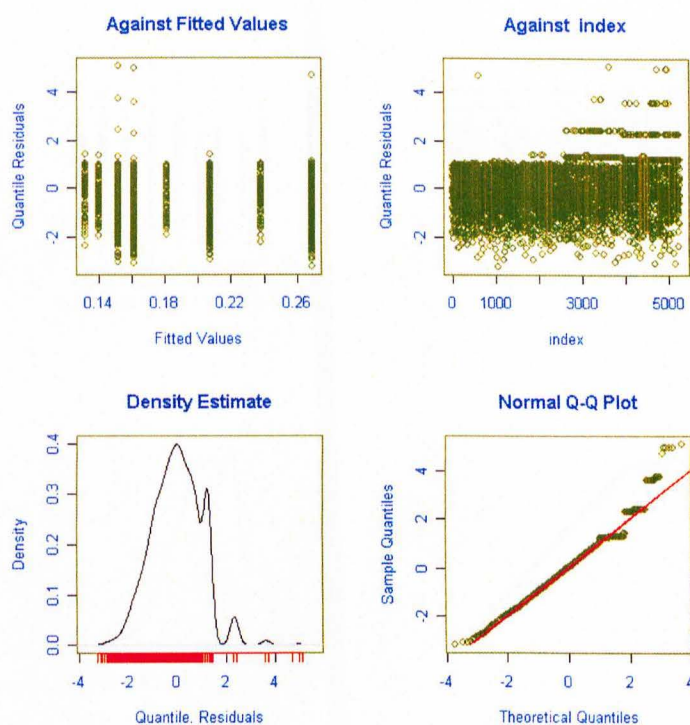 Against Fitted Values
Quantile Residuals
-2 0 2 4
0.14 0.18 0.22 0.26
Fitted Values
Against index
Quantile Residuals
-2 0 2 4
0 1000 3000 5000
index
Density Estimate
Density
0.0 0.1 0.2 0.3 0.4
-4 -2 0 2 4
Quantile. Residuals
Normal Q-Q Plot
Sample Quantiles
-2 0 2 4
-4 -2 0 2 4
Theoretical Quantiles